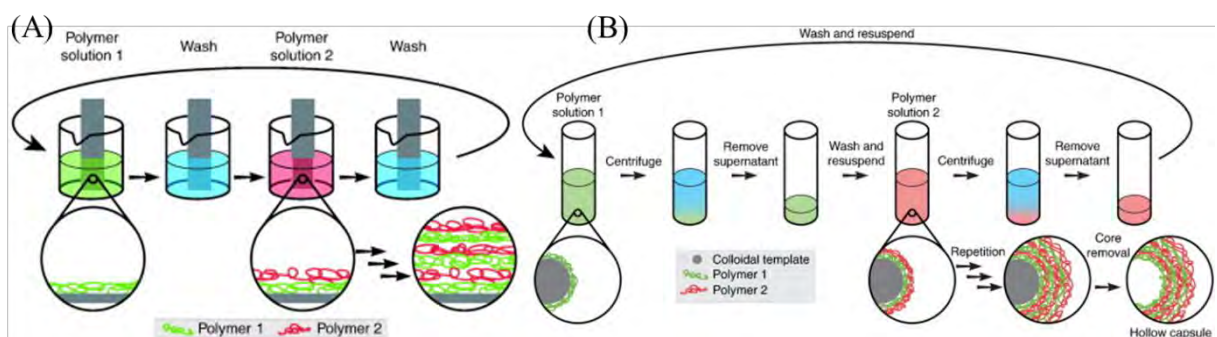 (A)
Polymer
solution 1
Wash
Polymer
solution 2
Wash
Polymer 1
Polymer 2
(B)
Wash and resuspend
Polymer
solution 1
Centrifuge
Remove
supernatant
Wash and
resuspend
Polymer
solution 2
Centrifuge
Remove
supernatant
Colloidal template
Polymer 1
Polymer 2
Repetition
Core
removal
Hollow capsule